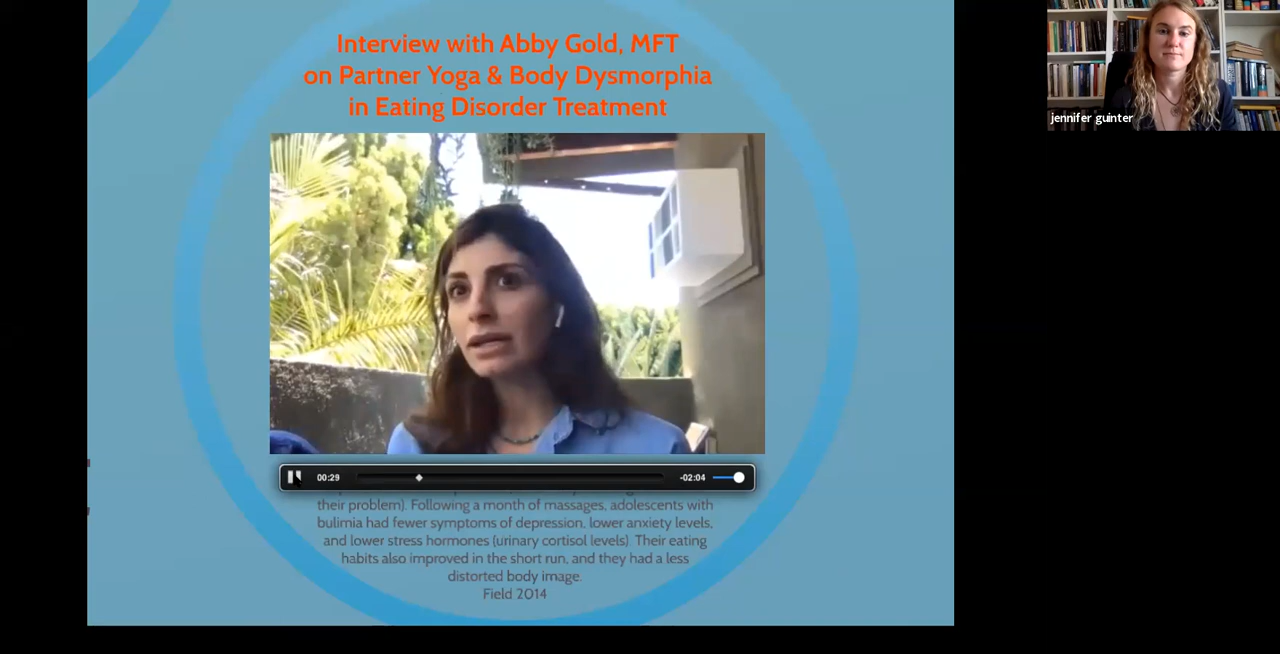 Interview with Abby Gold, MFT
on Partner Yoga & Body Dysmorphia
in Eating Disorder Treatment
jennifer guinter
00:29
-02:04
their problem). Following a month of massages, adolescents with
bulimia had fewer symptoms of depression, lower anxiety levels,
and lower stress hormones (urinary cortisol levels). Their eating
habits also improved in the short run, and they had a less
distorted body image.
Field 2014